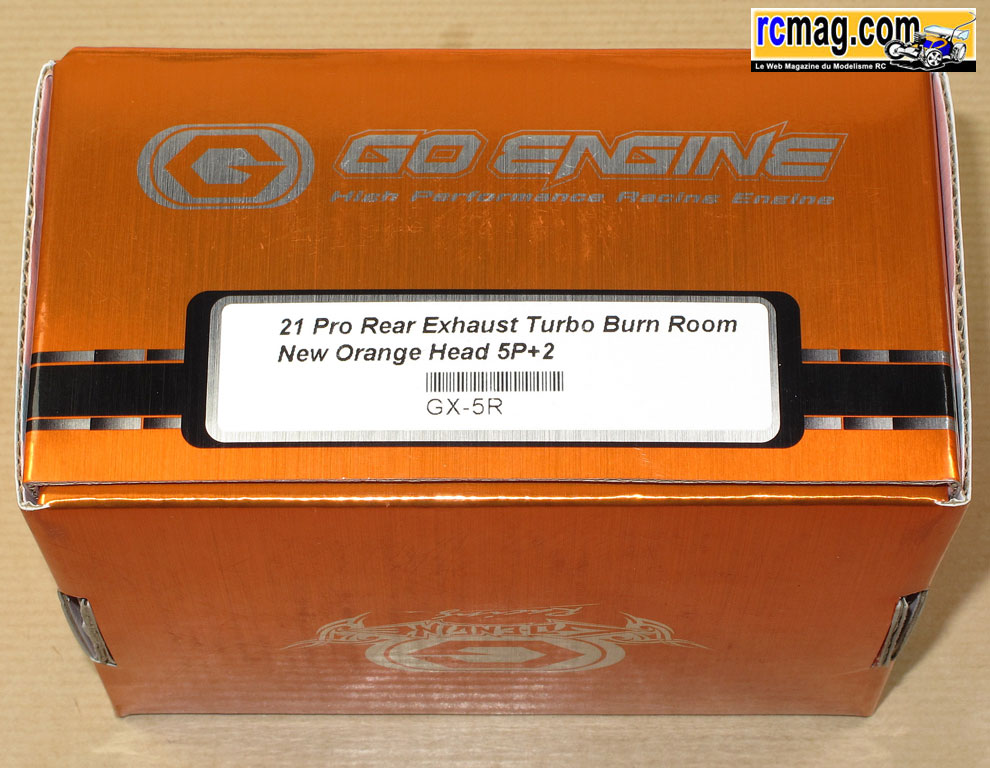 rcmag.com
Le Web Magazine du Modelisme RC
GO ENGINE
High Performance Racing Engine
21 Pro Rear Exhaust Turbo Burn Room
New Orange Head 5P+2
GX-5R